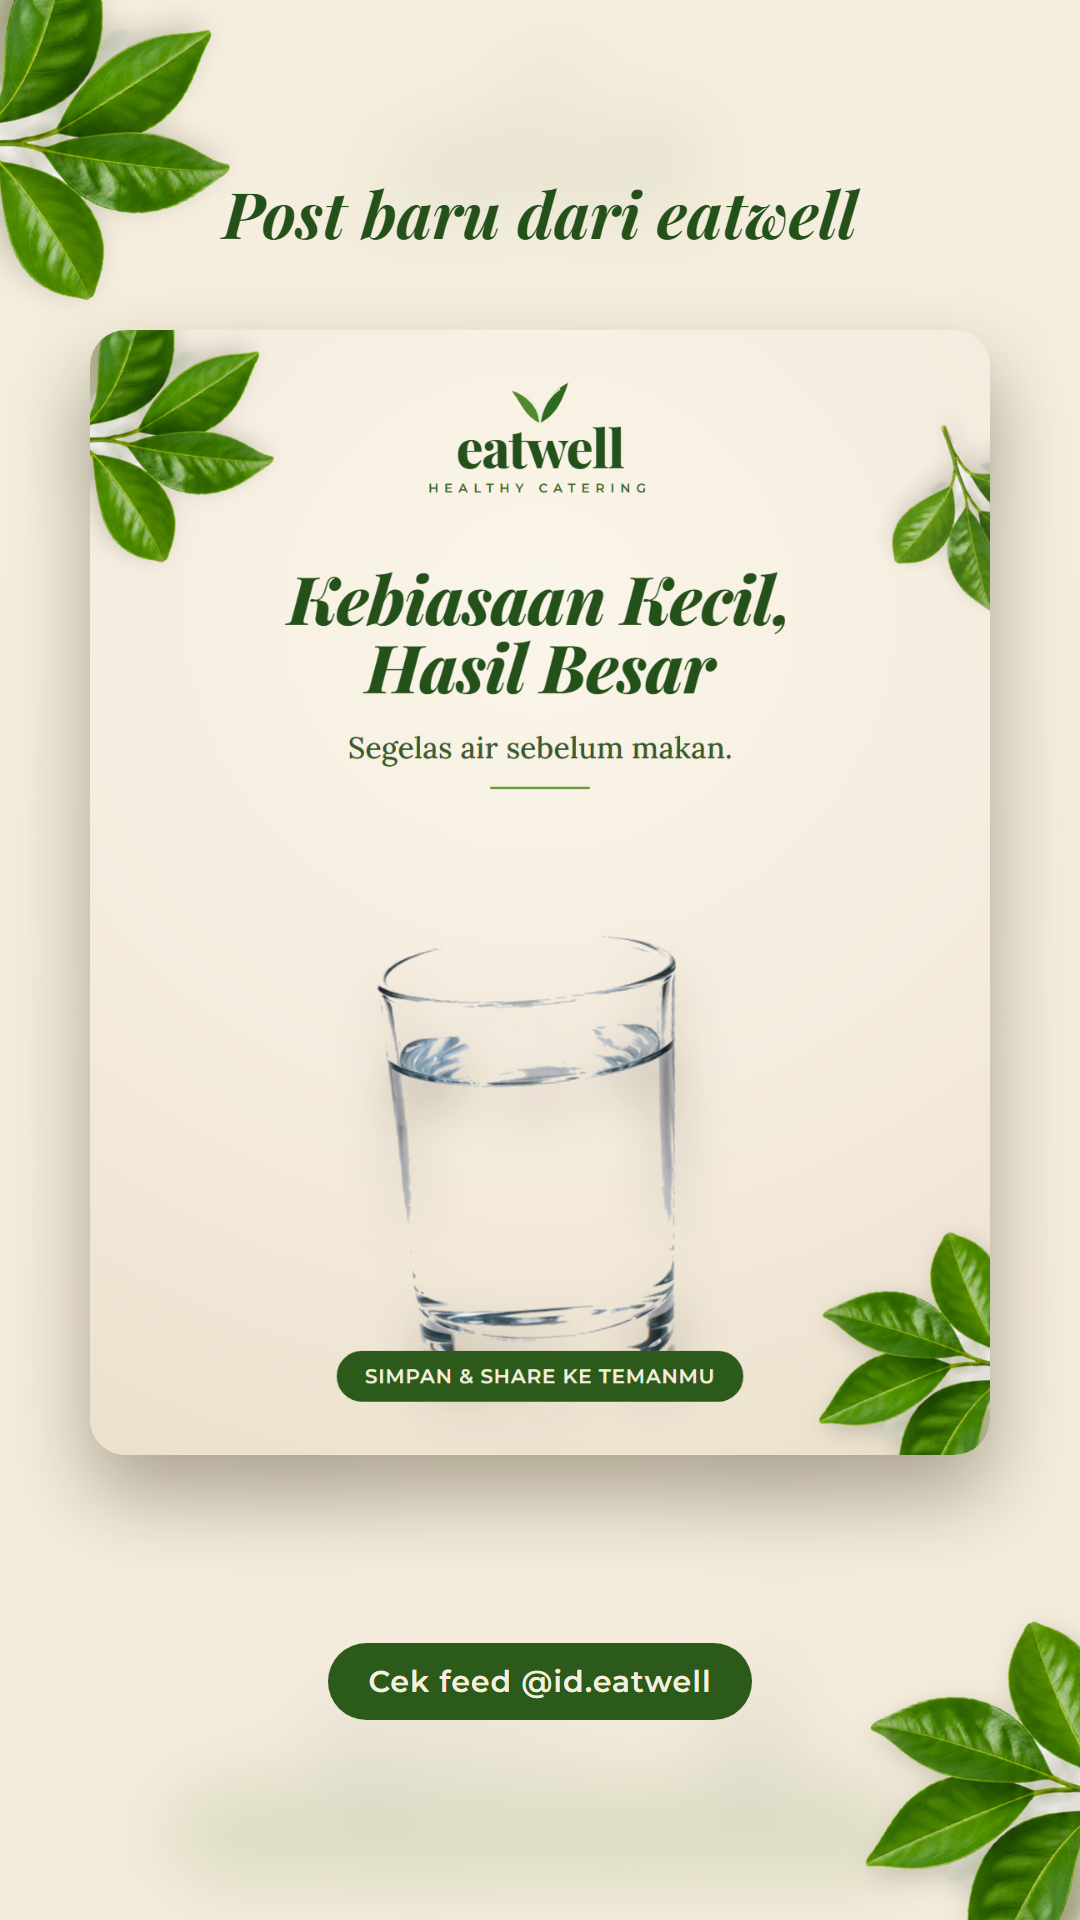 Post baru dari eatwell
eatwell
HEALTHY CATERING
Kebiasaan Kecil,
Hasil Besar
Segelas air sebelum makan.
SIMPAN & SHARE KE TEMANMU
Cek feed @id.eatwell